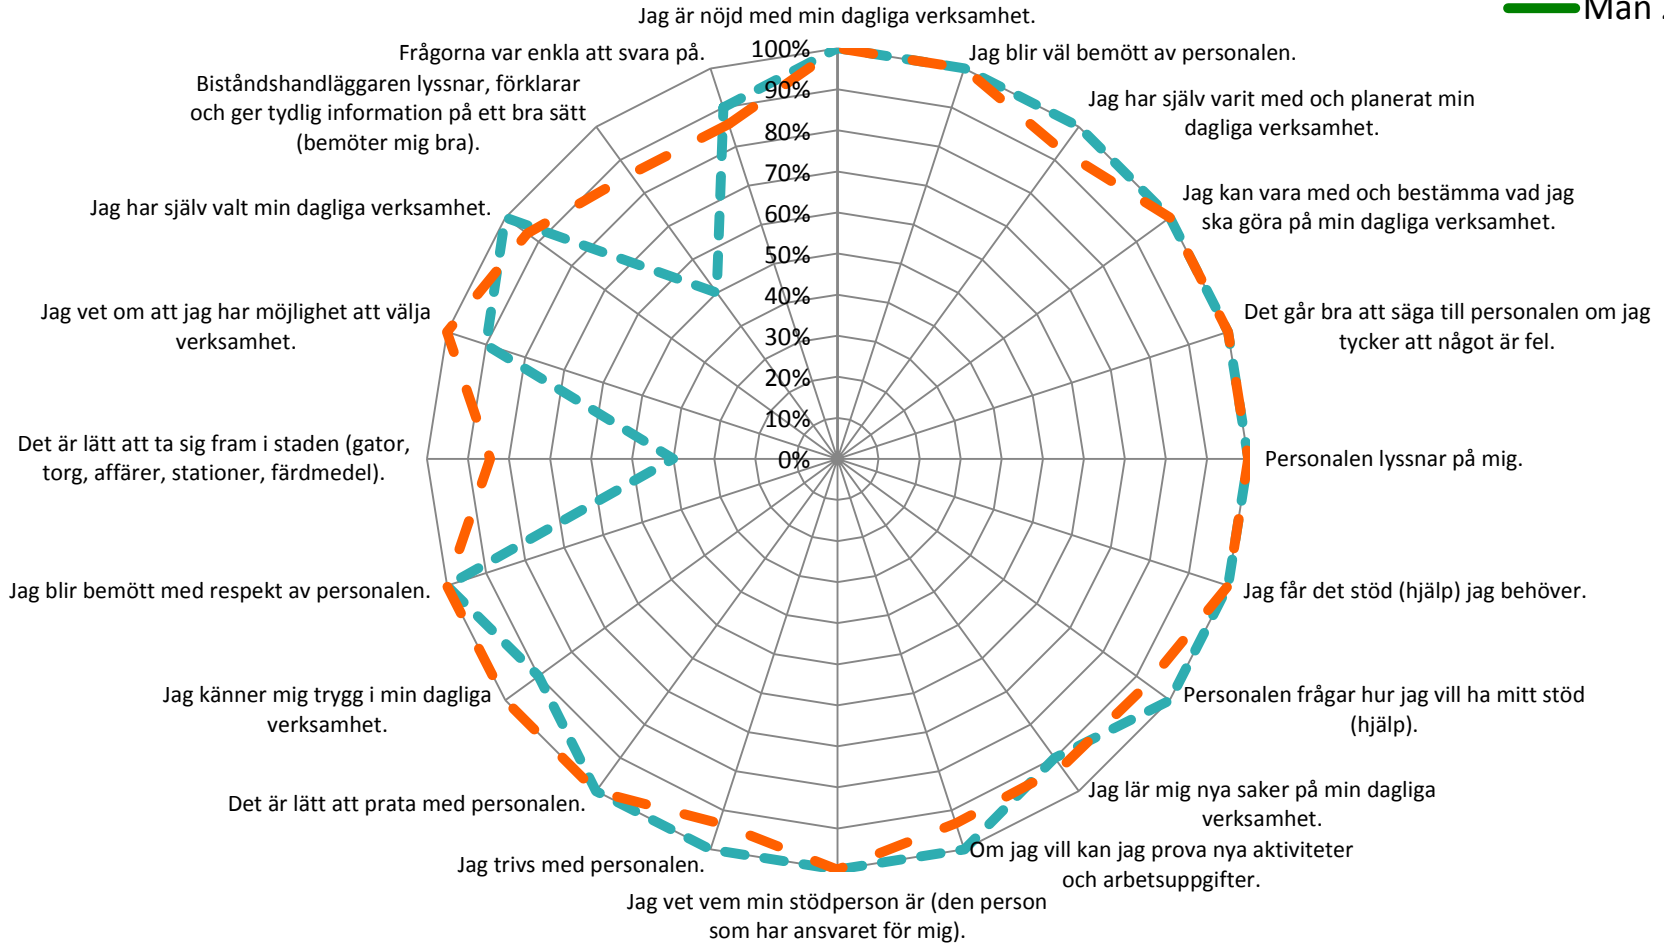 Jag är nöjd med min dagliga verksamhet.
Man
Frågorna var enkla att svara på.
100%
Jag blir väl bemött av personalen.
Biståndshandläggaren lyssnar, förklarar
och ger tydlig information på ett bra sätt
(bemöter mig bra).
90%
80%
70%
60%
50%
40%
30%
20%
10%
0%
Jag har själv varit med och planerat min
dagliga verksamhet.
Jag har själv valt min dagliga verksamhet.
Jag kan vara med och bestämma vad jag
ska göra på min dagliga verksamhet.
Jag vet om att jag har möjlighet att välja
verksamhet.
Det går bra att säga till personalen om jag
tycker att något är fel.
Det är lätt att ta sig fram i staden (gator,
torg, affärer, stationer, färdmedel).
Personalen lyssnar på mig.
Jag blir bemött med respekt av personalen.
Jag får det stöd (hjälp) jag behöver.
Jag känner mig trygg i min dagliga
verksamhet.
Personalen frågar hur jag vill ha mitt stöd
(hjälp).
Det är lätt att prata med personalen.
Jag lär mig nya saker på min dagliga
verksamhet.
Jag trivs med personalen.
Om jag vill kan jag prova nya aktiviteter
och arbetsuppgifter.
Jag vet vem min stödperson är (den person
som har ansvaret för mig).